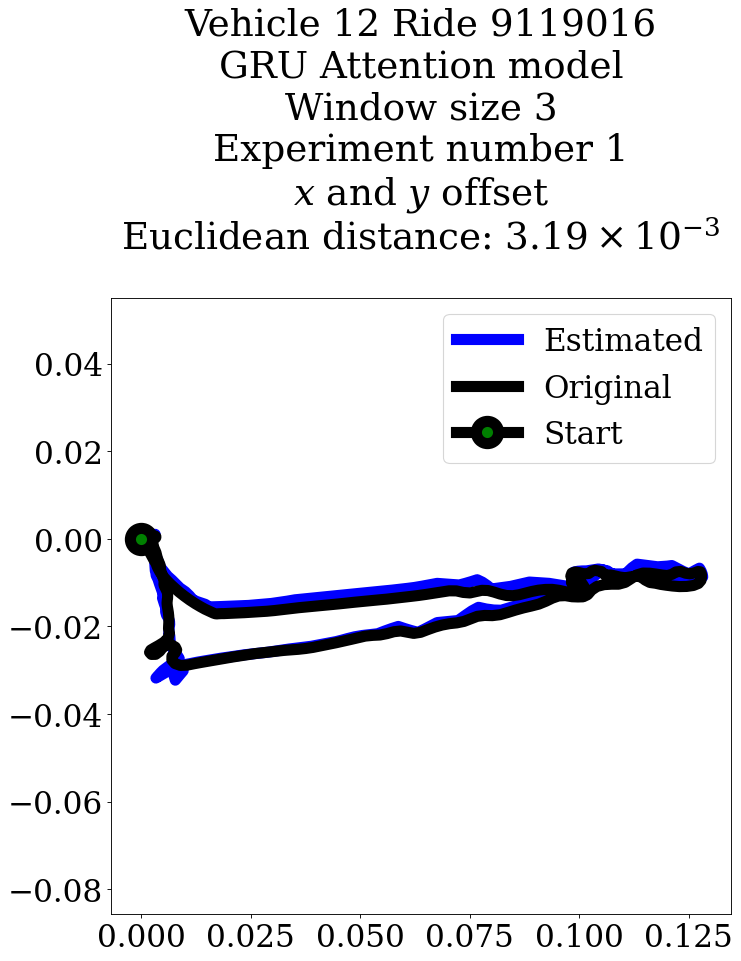 Vehicle 12 Ride 9119016
GRU Attention model
Window size 3
Experiment number 1
x and y offset
Euclidean distance: 3.19 × 10⁻³
Estimated
Original
Start
0.04
0.02
0.00
−0.02
−0.04
−0.06
−0.08
0.000 0.025 0.050 0.075 0.100 0.125